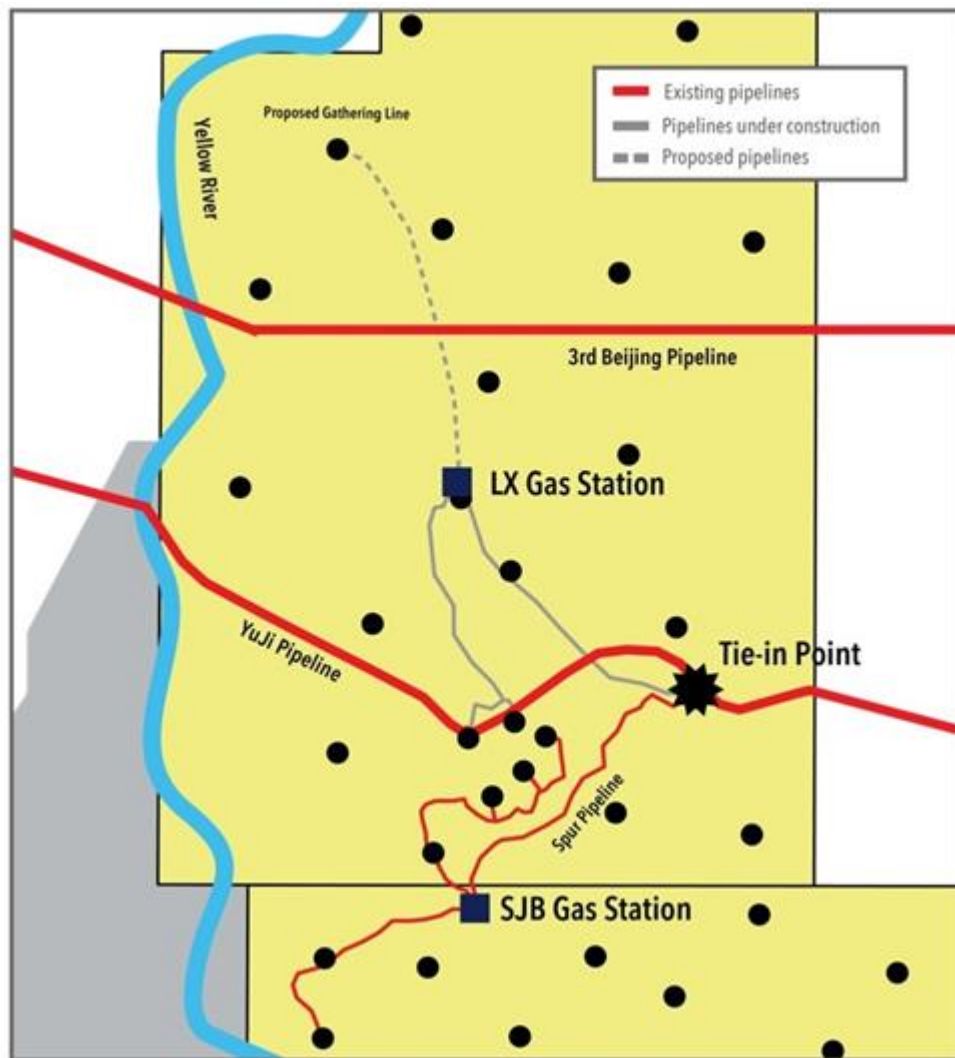 Existing pipelines
Pipelines under construction
Proposed pipelines
Proposed Gathering Line
Yellow River
3rd Beijing Pipeline
LX Gas Station
YuJi Pipeline
Tie-in Point
Spur Pipeline
SJB Gas Station